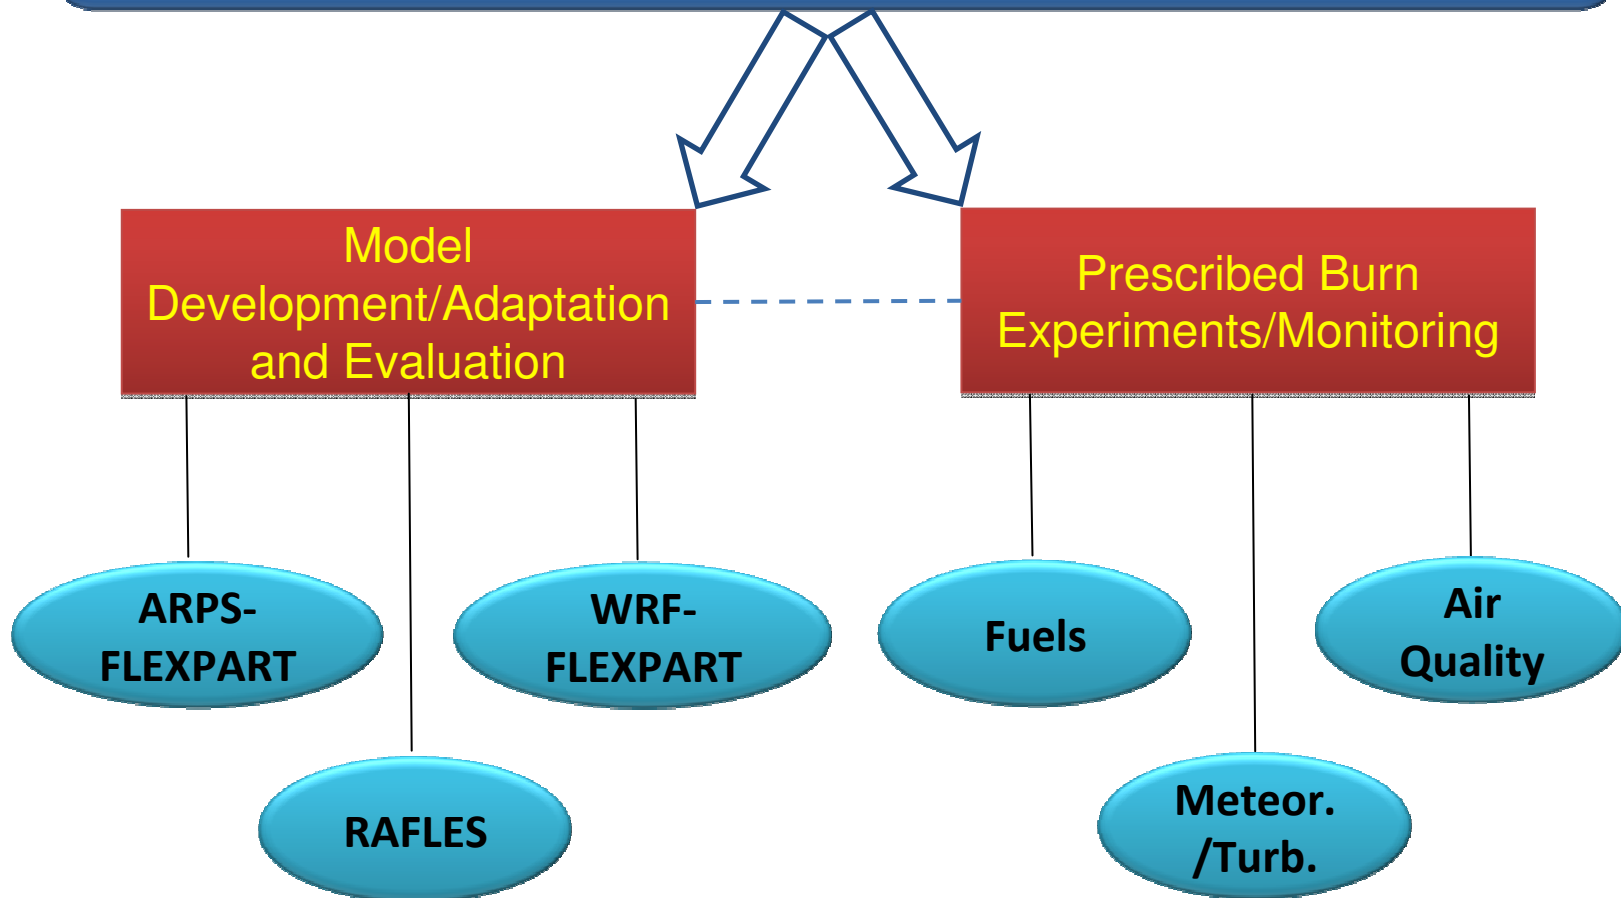 Model
Development/Adaptation
and Evaluation
Prescribed Burn
Experiments/Monitoring
ARPS-
FLEXPART
WRF-
FLEXPART
Fuels
Air
Quality
RAFLES
Meteor.
/Turb.